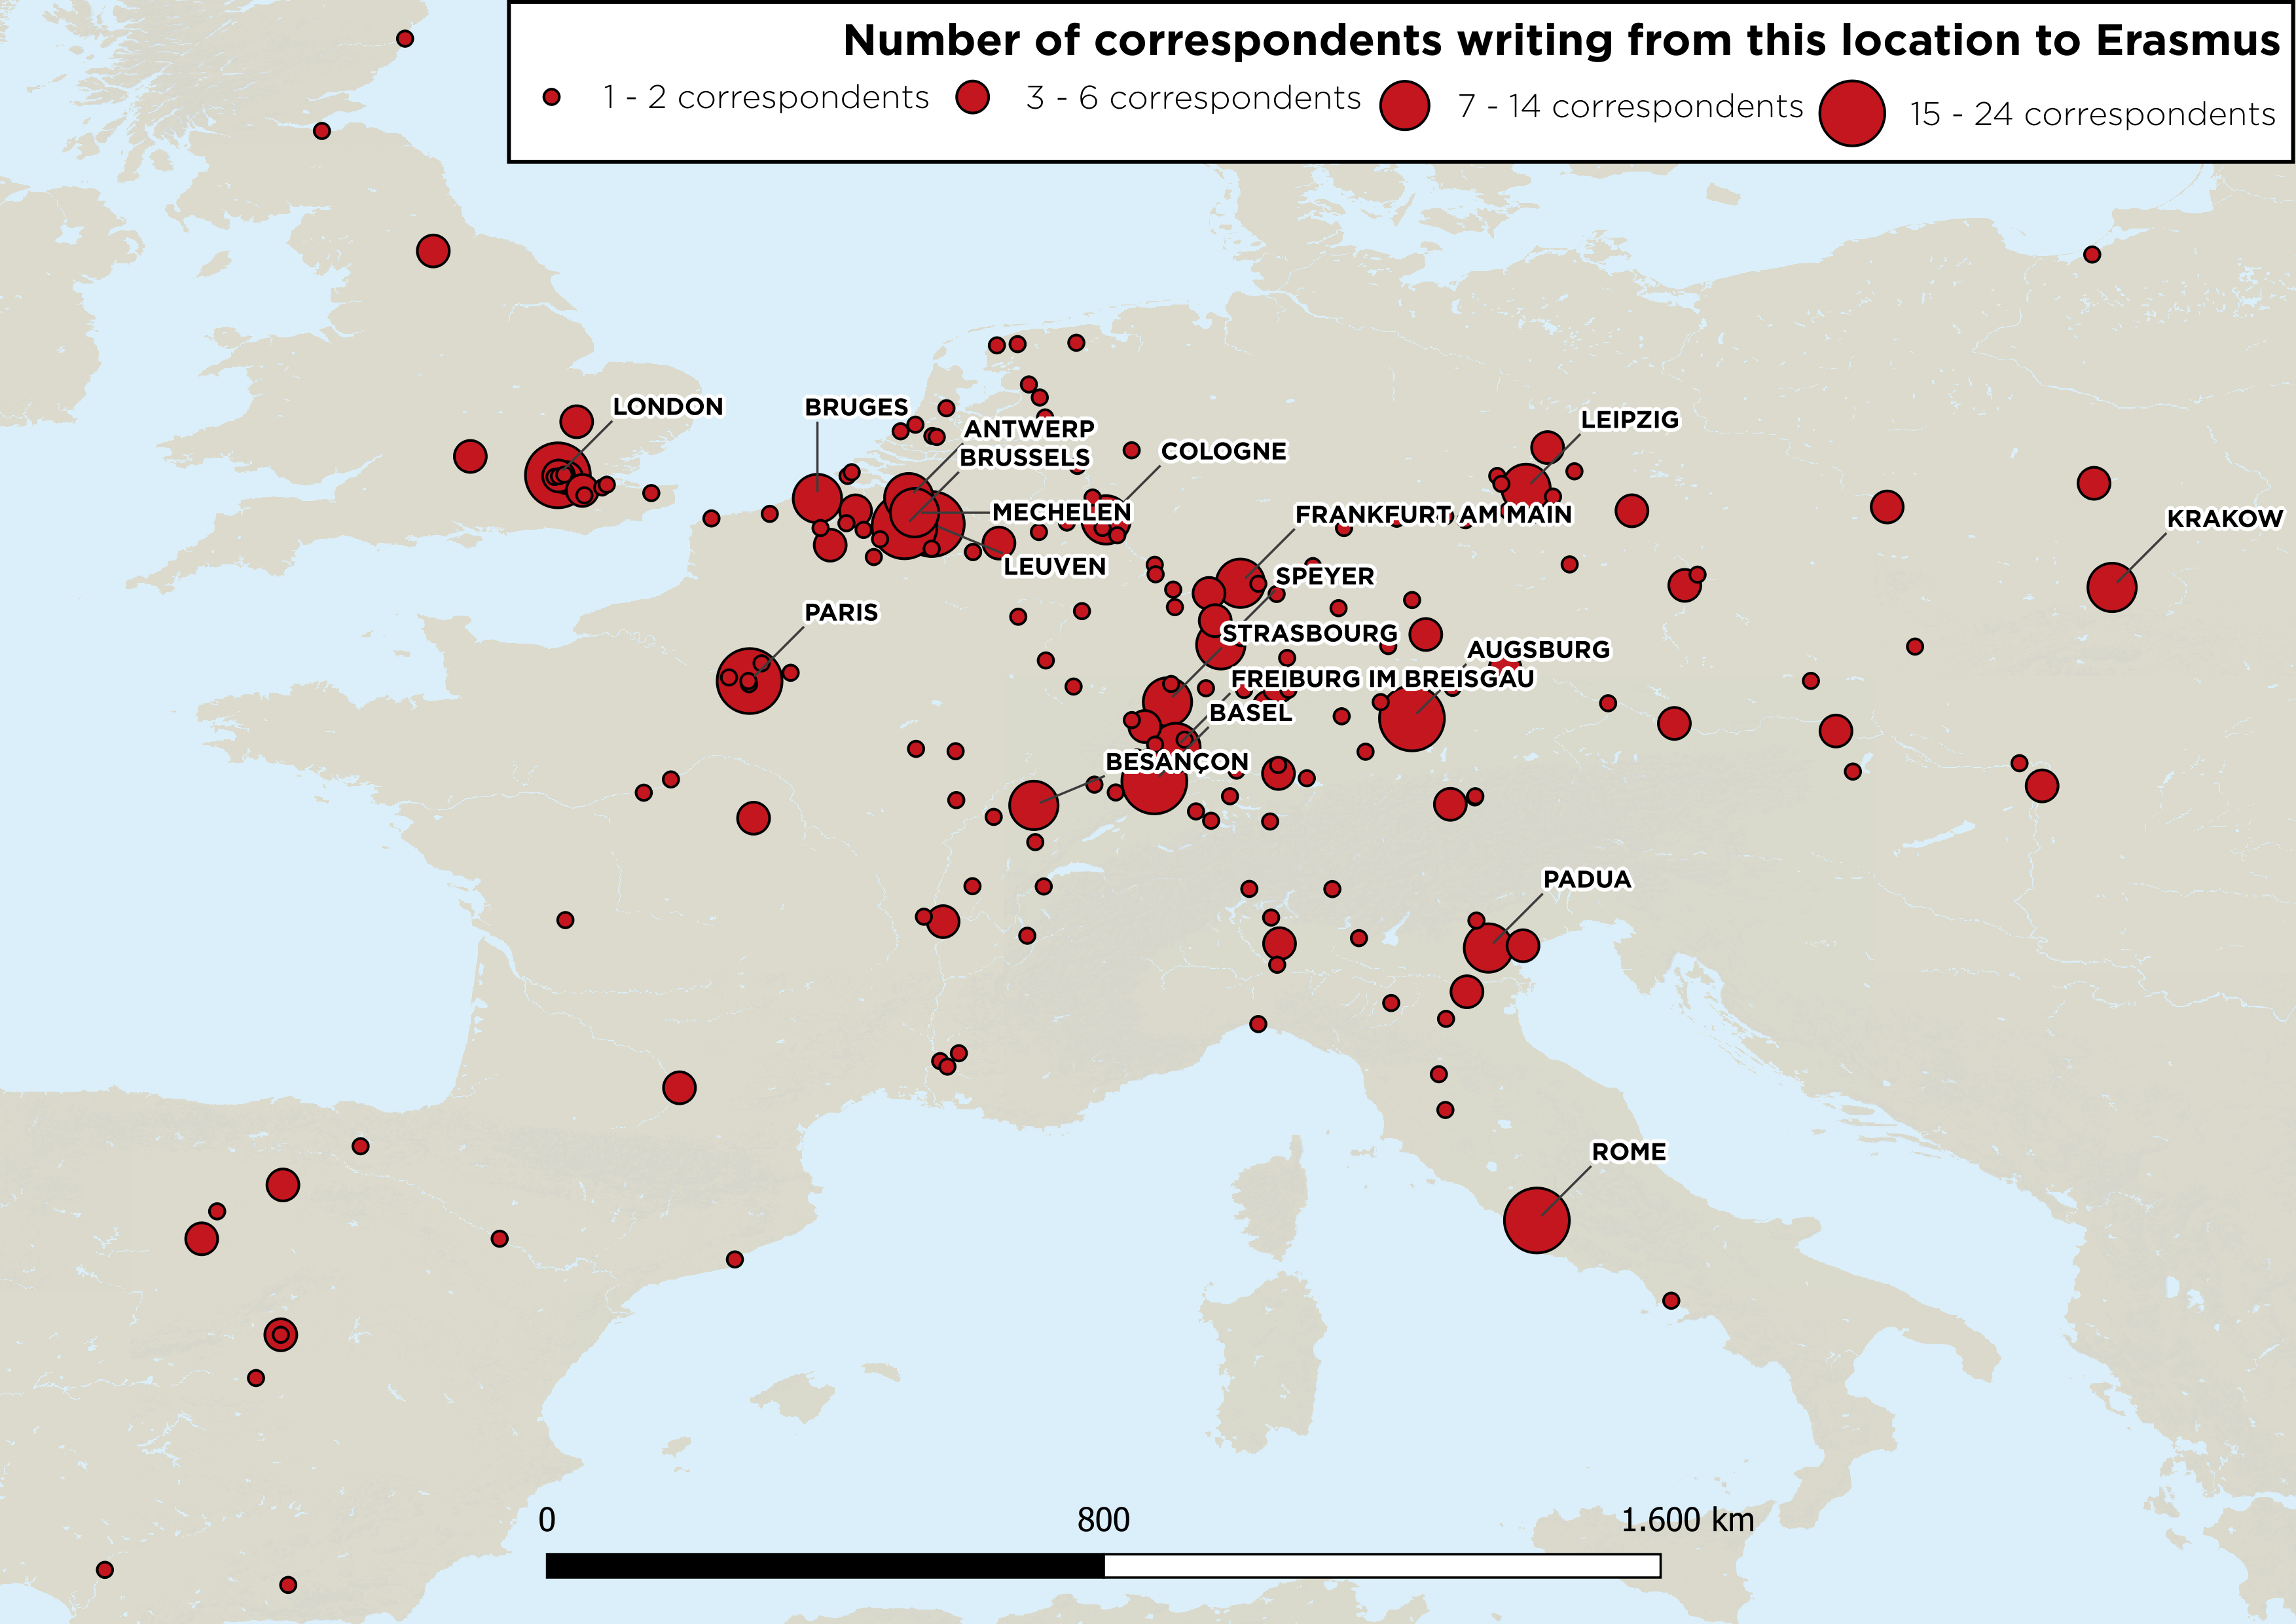 Number of correspondents writing from this location to Erasmus
1 - 2 correspondents 3 - 6 correspondents 7 - 14 correspondents 15 - 24 correspondents
LONDON
BRUGES
ANTWERP
BRUSSELS
COLOGNE
LEIPZIG
MECHELEN
FRANKFURT AM MAIN
KRAKOW
LEUVEN
SPEYER
PARIS
STRASBOURG
AUGSBURG
FREIBURG IM BREISGAU
BASEL
BESANÇON
PADUA
ROME
0 800 1.600 km